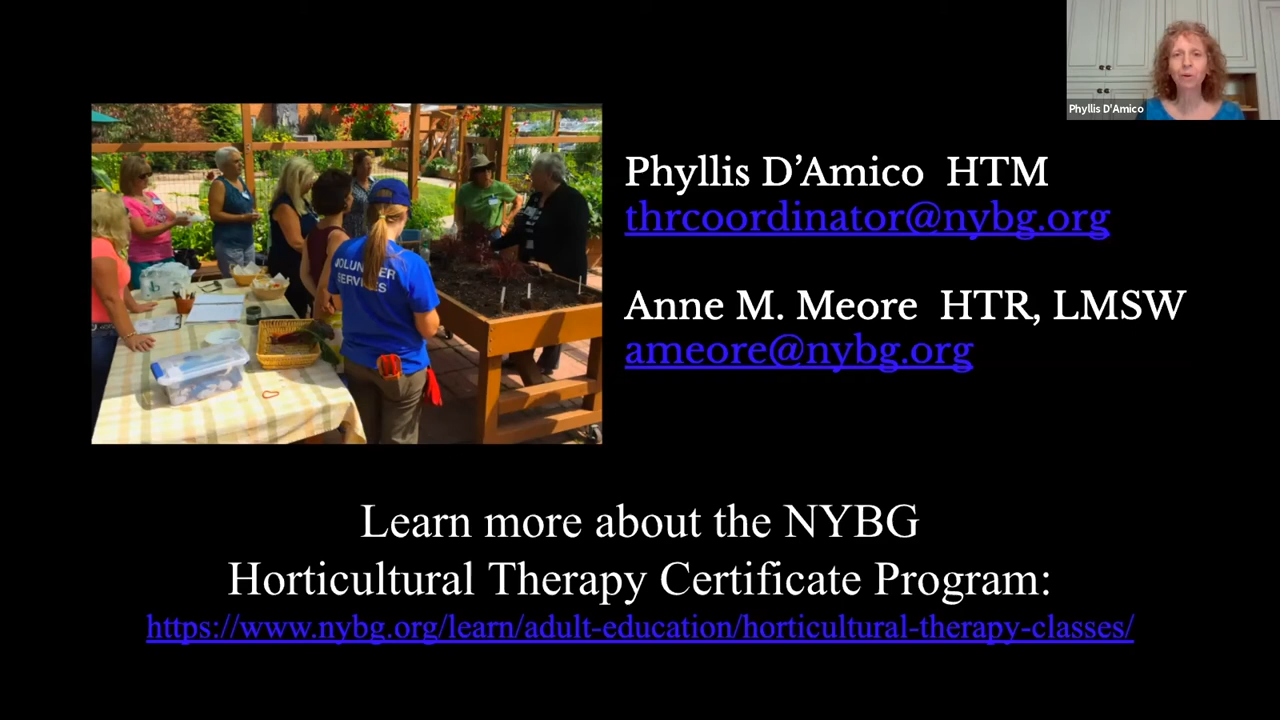 Phyllis D'Amico
Phyllis D’Amico HTM
thrcoordinator@nybg.org
Anne M. Meore HTR, LMSW
ameore@nybg.org
VOLUNTEER
SERVICES
Learn more about the NYBG
Horticultural Therapy Certificate Program:
https://www.nybg.org/learn/adult-education/horticultural-therapy-classes/